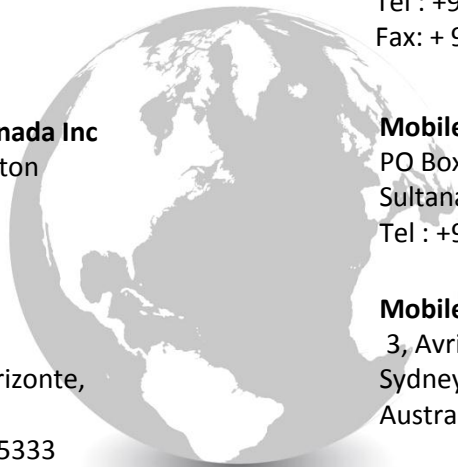 nada Inc
ton
rizonte,
5333
Tel : +9
Fax: + 9
Mobile
PO Box
Sultana
Tel : +9
Mobile
3, Avri
Sydney
Austra